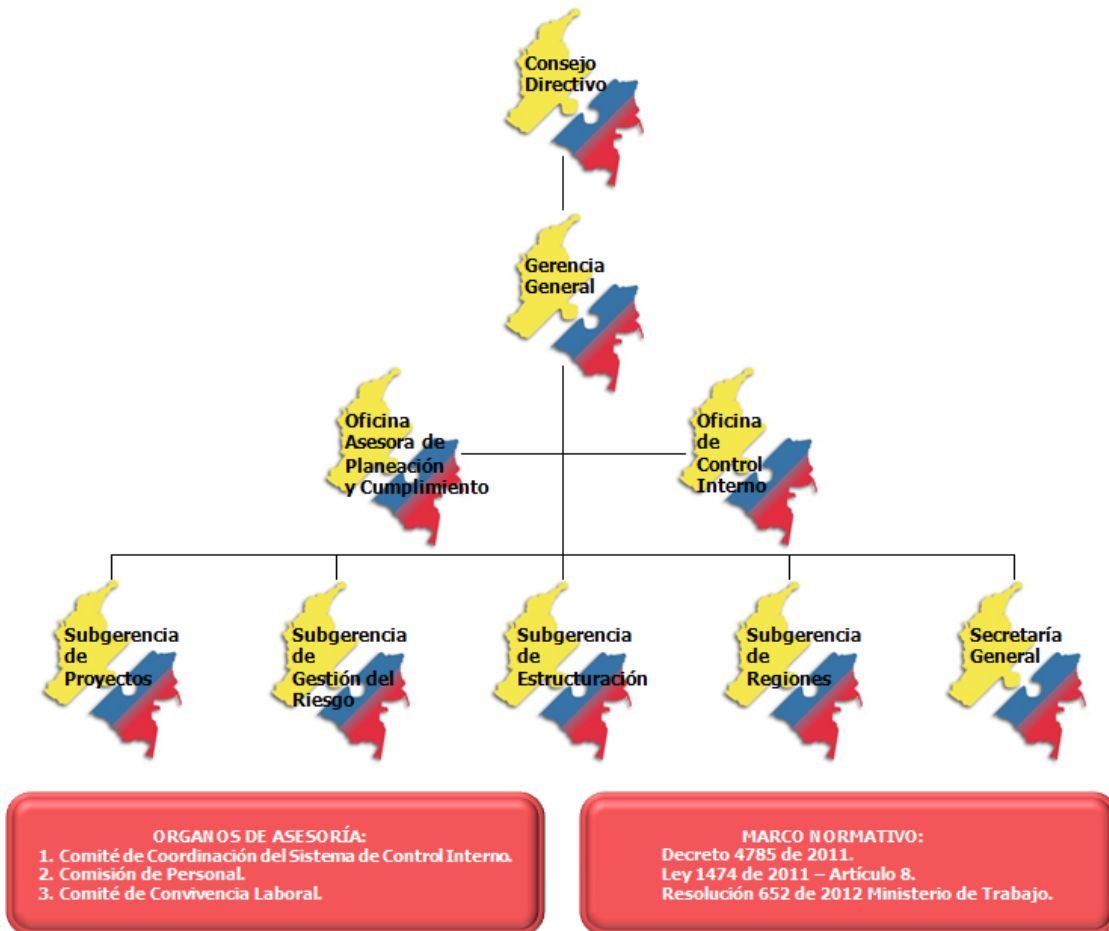 Consejo
Directivo
Gerencia
General
Oficina
Asesora de
Planeación
y Cumplimiento
Oficina
de
Control
Interno
Subgerencia
de
Proyectos
Subgerencia
de
Gestión del
Riesgo
Subgerencia
de
Estructuración
Subgerencia
de
Regiones
Secretaría
General
ORGANOS DE ASESORÍA:
1. Comité de Coordinación del Sistema de Control Interno.
2. Comisión de Personal.
3. Comité de Convivencia Laboral.
MARCO NORMATIVO:
Decreto 4785 de 2011.
Ley 1474 de 2011 – Artículo 8.
Resolución 652 de 2012 Ministerio de Trabajo.